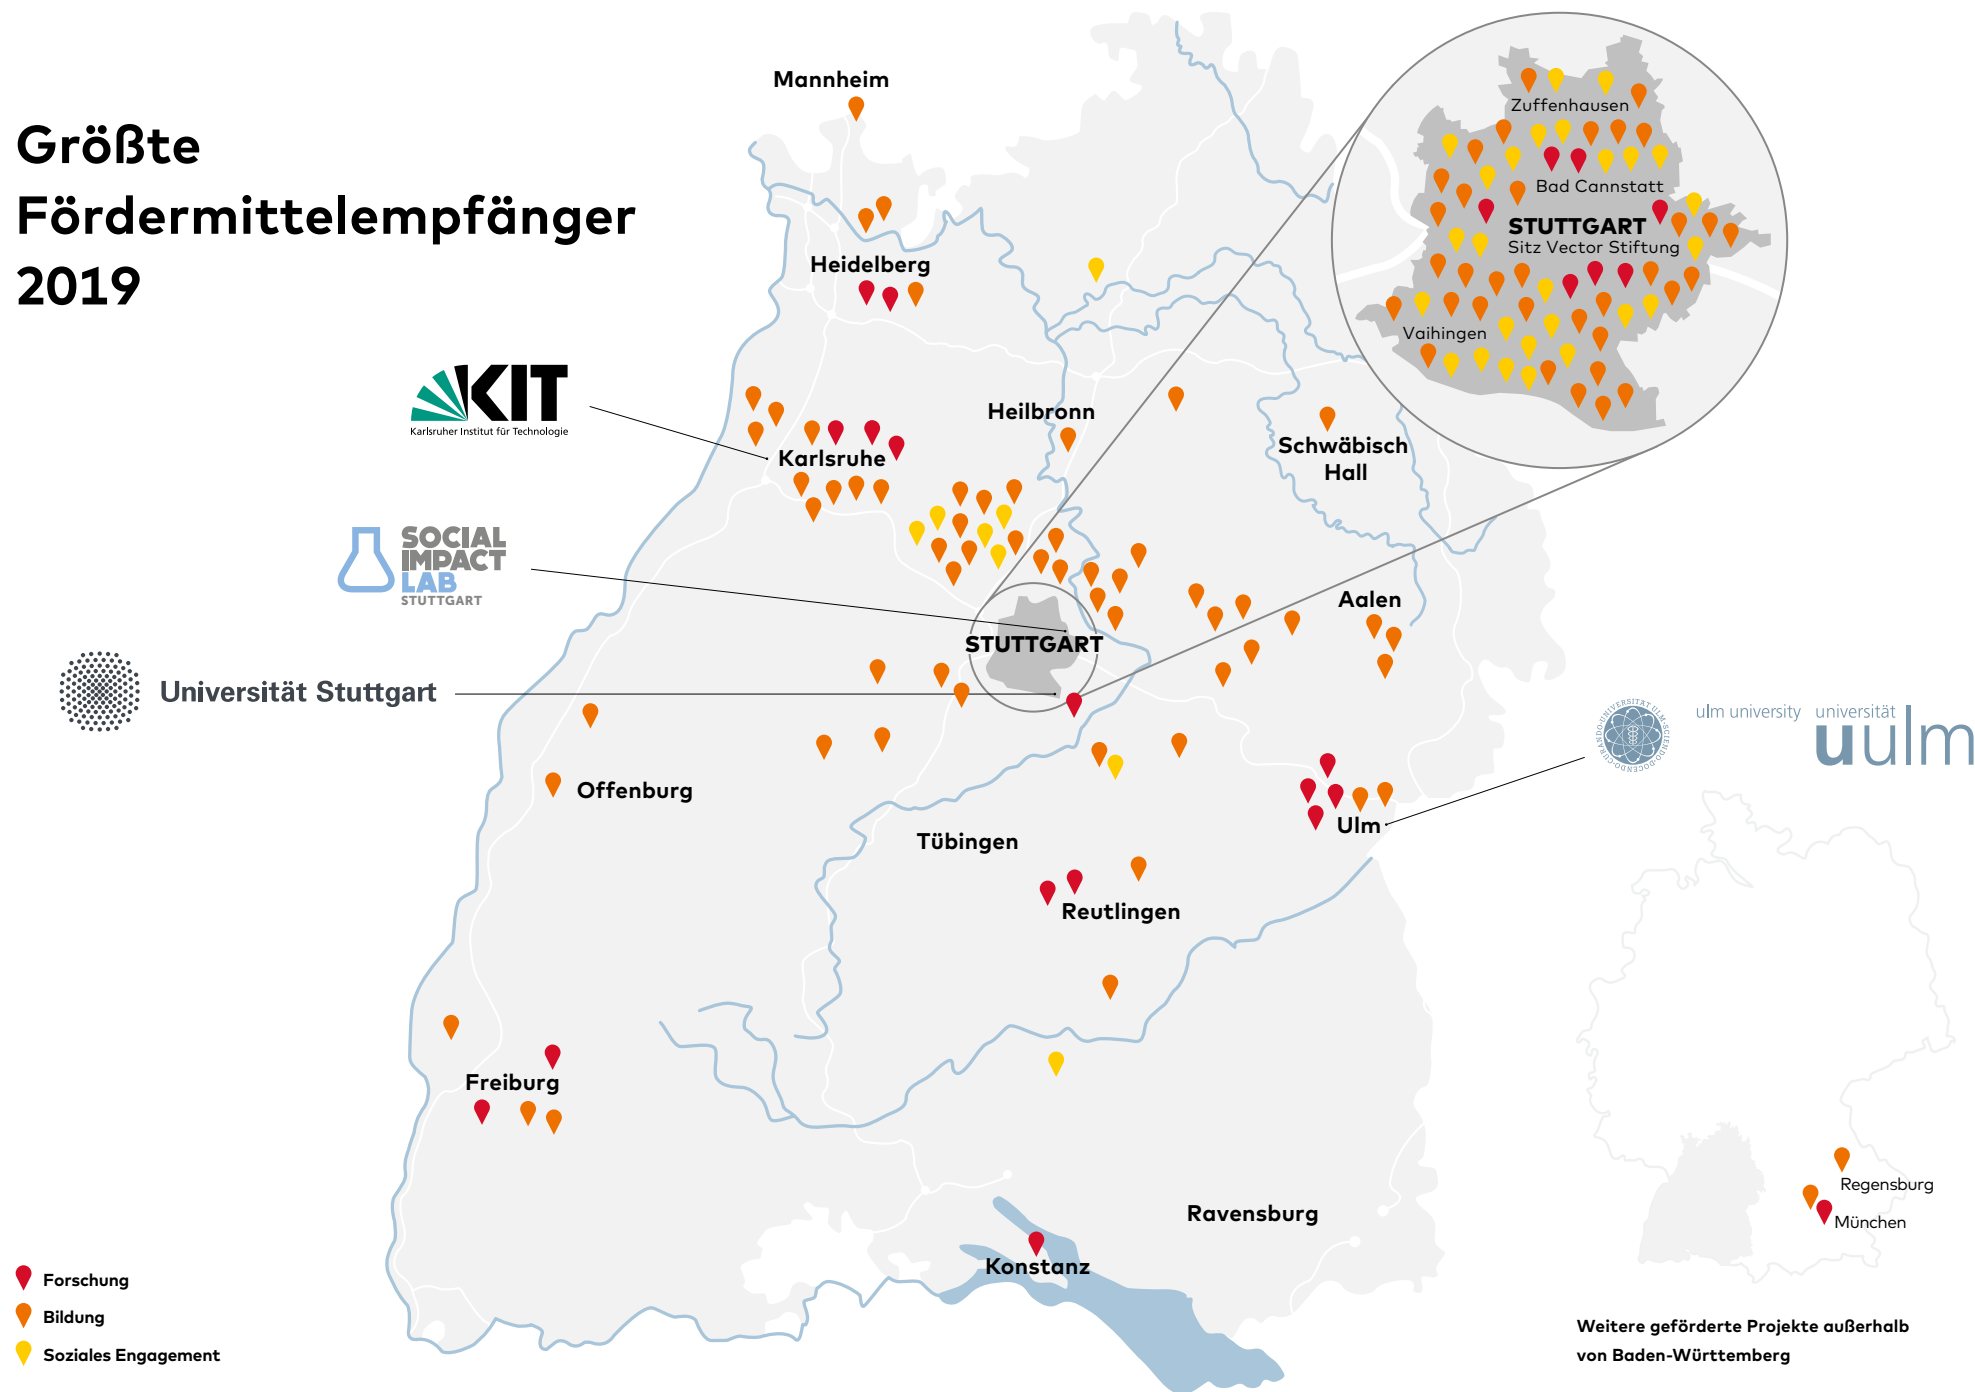 Größte
Fördermittelempfänger
2019
Mannheim
Heidelberg
KIT
Karlsruher Institut für Technologie
Karlsruhe
Heilbronn
Schwäbisch
Hall
Zuffenhausen
Bad Cannstatt
STUTTGART
Sitz Vector Stiftung
Vaihingen
SOCIAL
IMPACT
LAB
STUTTGART
STUTTGART
Aalen
Universität Stuttgart
ulm university universität
uulm
Offenburg
Ulm
Tübingen
Reutlingen
Freiburg
Ravensburg
Konstanz
Regensburg
München
Forschung
Bildung
Soziales Engagement
Weitere geförderte Projekte außerhalb
von Baden-Württemberg